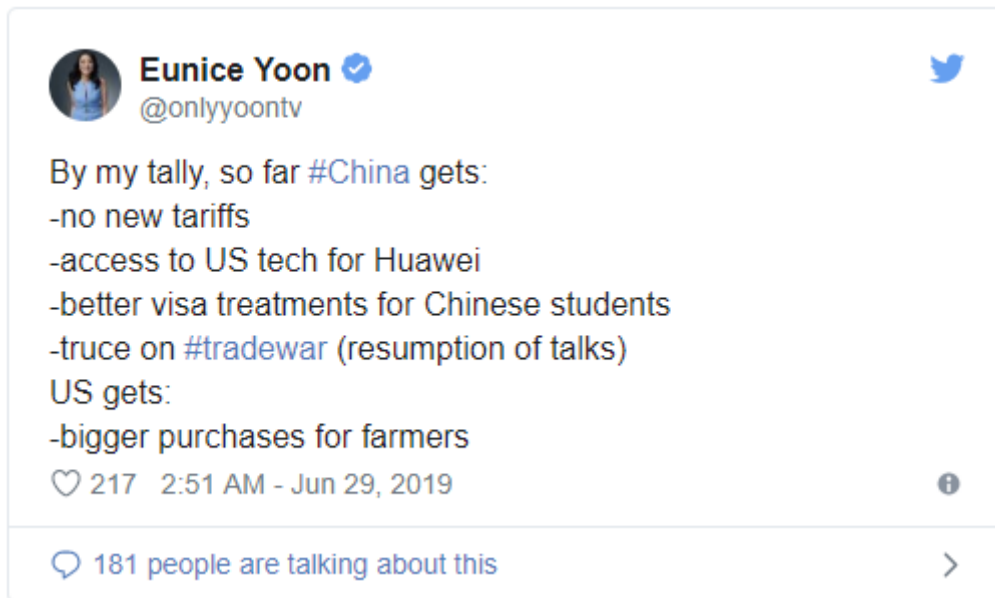 Eunice Yoon
@onlyyoontv
By my tally, so far #China gets:
-no new tariffs
-access to US tech for Huawei
-better visa treatments for Chinese students
-truce on #tradewar (resumption of talks)
US gets:
-bigger purchases for farmers
217 2:51 AM - Jun 29, 2019
181 people are talking about this